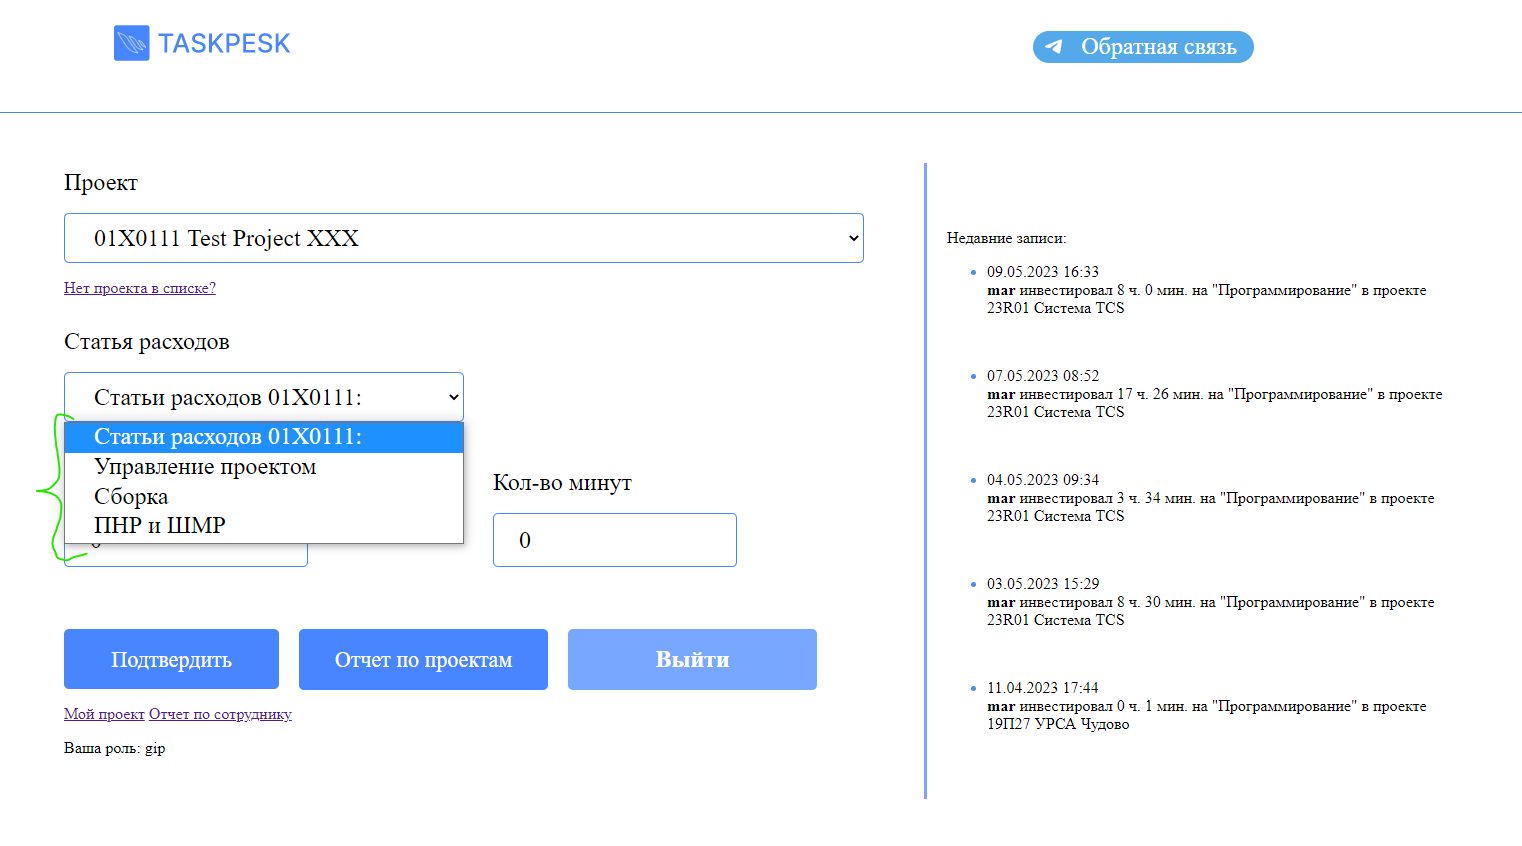 TASKPESK
Обратная связь
Проект
01X0111 Test Project XXX
Нет проекта в списке?
Статья расходов
Статьи расходов 01X0111:
Статьи расходов 01X0111:
Управление проектом
Сборка
ПНР и ШМР
Кол-во минут
0
Подтвердить
Отчет по проектам
Выйти
Мой проект Отчет по сотруднику
Ваша роль: gip
Недавние записи:
09.05.2023 16:33
mar инвестировал 8 ч. 0 мин. на "Программирование" в проекте
23R01 Система TCS
07.05.2023 08:52
mar инвестировал 17 ч. 26 мин. на "Программирование" в проекте
23R01 Система TCS
04.05.2023 09:34
mar инвестировал 3 ч. 34 мин. на "Программирование" в проекте
23R01 Система TCS
03.05.2023 15:29
mar инвестировал 8 ч. 30 мин. на "Программирование" в проекте
23R01 Система TCS
11.04.2023 17:44
mar инвестировал 0 ч. 1 мин. на "Программирование" в проекте
19П27 УРСА Чудово